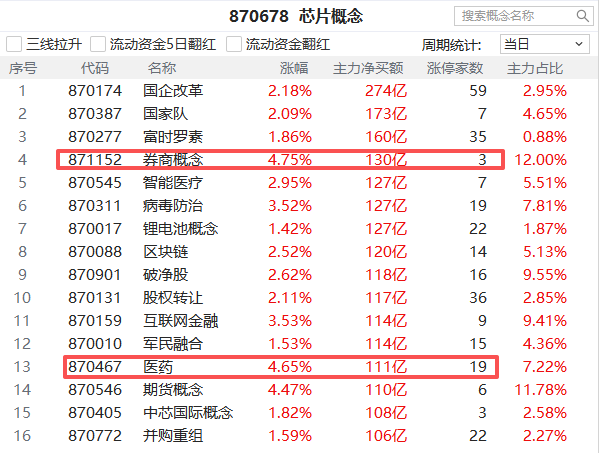 870678 芯片概念 搜索概念名称
三线拉升 流动资金5日翻红 流动资金翻红 周期统计: 当日
序号 代码 名称 涨幅 主力净买额 涨停家数 主力占比
1 870174 国企改革 2.18% 274亿 59 2.95%
2 870387 国家队 2.09% 173亿 7 4.65%
3 870277 富时罗素 1.86% 160亿 35 0.88%
4 871152 券商概念 4.75% 130亿 3 12.00%
5 870545 智能医疗 2.95% 127亿 7 5.51%
6 870311 病毒防治 3.52% 127亿 19 7.81%
7 870017 锂电池概念 1.42% 127亿 22 1.87%
8 870088 区块链 2.52% 120亿 14 5.13%
9 870901 破净股 2.62% 118亿 16 9.55%
10 870131 股权转让 2.11% 117亿 36 2.85%
11 870159 互联网金融 3.53% 114亿 9 9.41%
12 870010 军民融合 1.53% 114亿 15 4.36%
13 870467 医药 4.65% 111亿 19 7.22%
14 870546 期货概念 4.47% 110亿 6 11.78%
15 870405 中芯国际概念 1.82% 108亿 3 2.58%
16 870772 并购重组 1.59% 106亿 22 2.27%